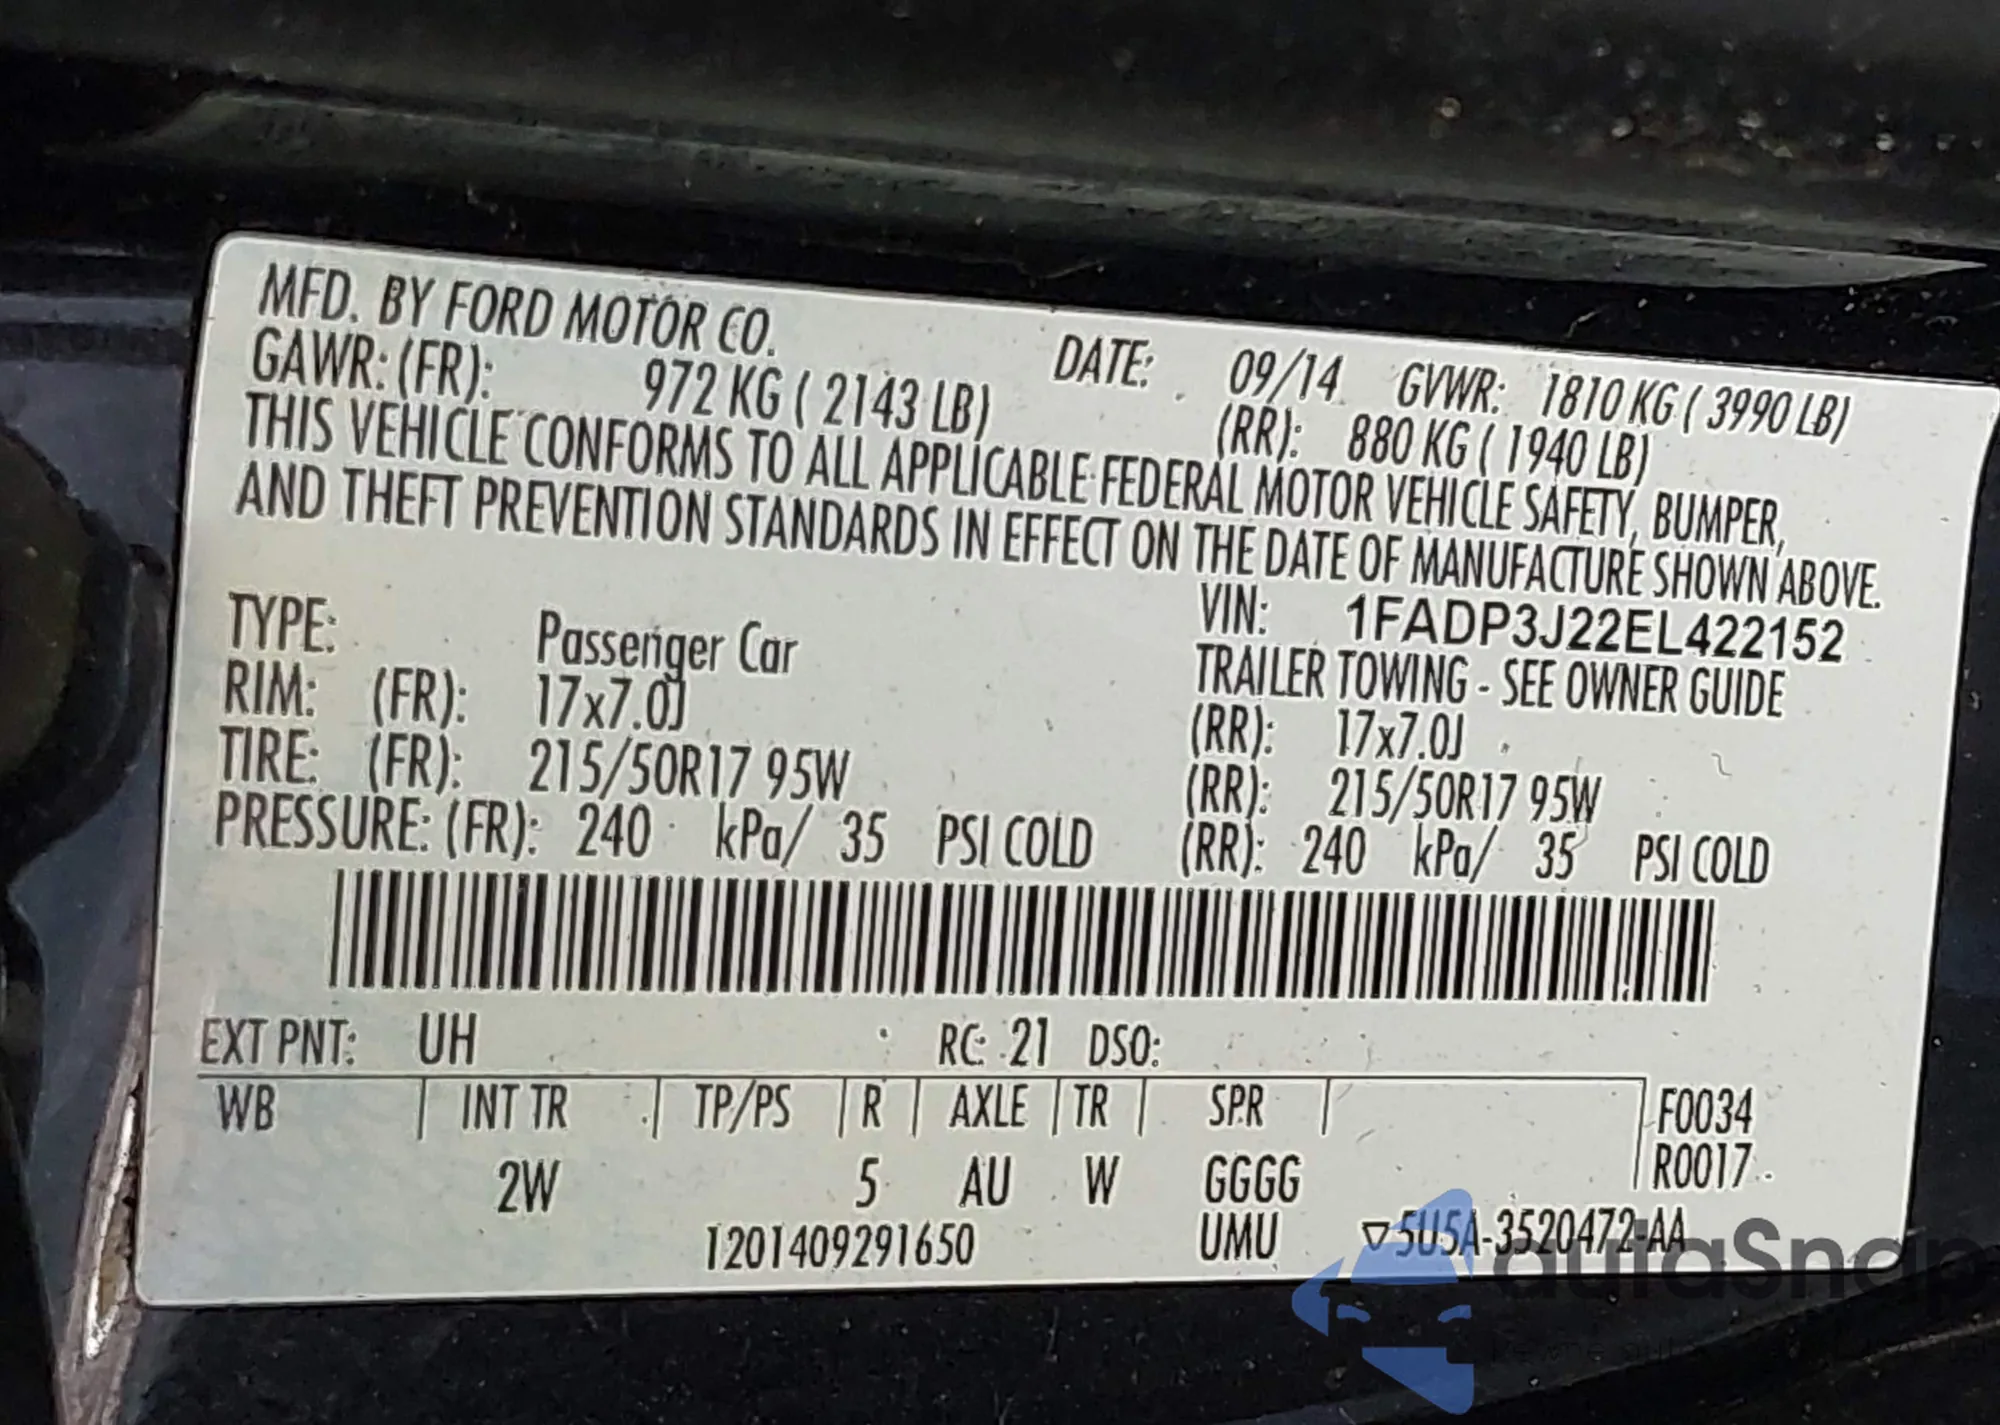 MFD. BY FORD MOTOR CO.
DATE: 09/14 GVWR: 1810 KG ( 3990 LB)
GAWR: (FR): 972 KG ( 2143 LB) (RR): 880 KG ( 1940 LB)
THIS VEHICLE CONFORMS TO ALL APPLICABLE FEDERAL MOTOR VEHICLE SAFETY, BUMPER,
AND THEFT PREVENTION STANDARDS IN EFFECT ON THE DATE OF MANUFACTURE SHOWN ABOVE.
VIN: 1FADP3J22EL422152
TYPE: Passenger Car TRAILER TOWING - SEE OWNER GUIDE
RIM: (FR): 17x7.0J (RR): 17x7.0J
TIRE: (FR): 215/50R17 95W (RR): 215/50R17 95W
PRESSURE: (FR): 240 kPa/ 35 PSI COLD (RR): 240 kPa/ 35 PSI COLD
EXT PNT: UH RC: 21 DSO:
WB INT TR TP/PS R AXLE TR SPR F0034
R0017
2W 5 AU W GGGG
1201409291650 UMU ▽5U5A-3520472-AA
autaSnap